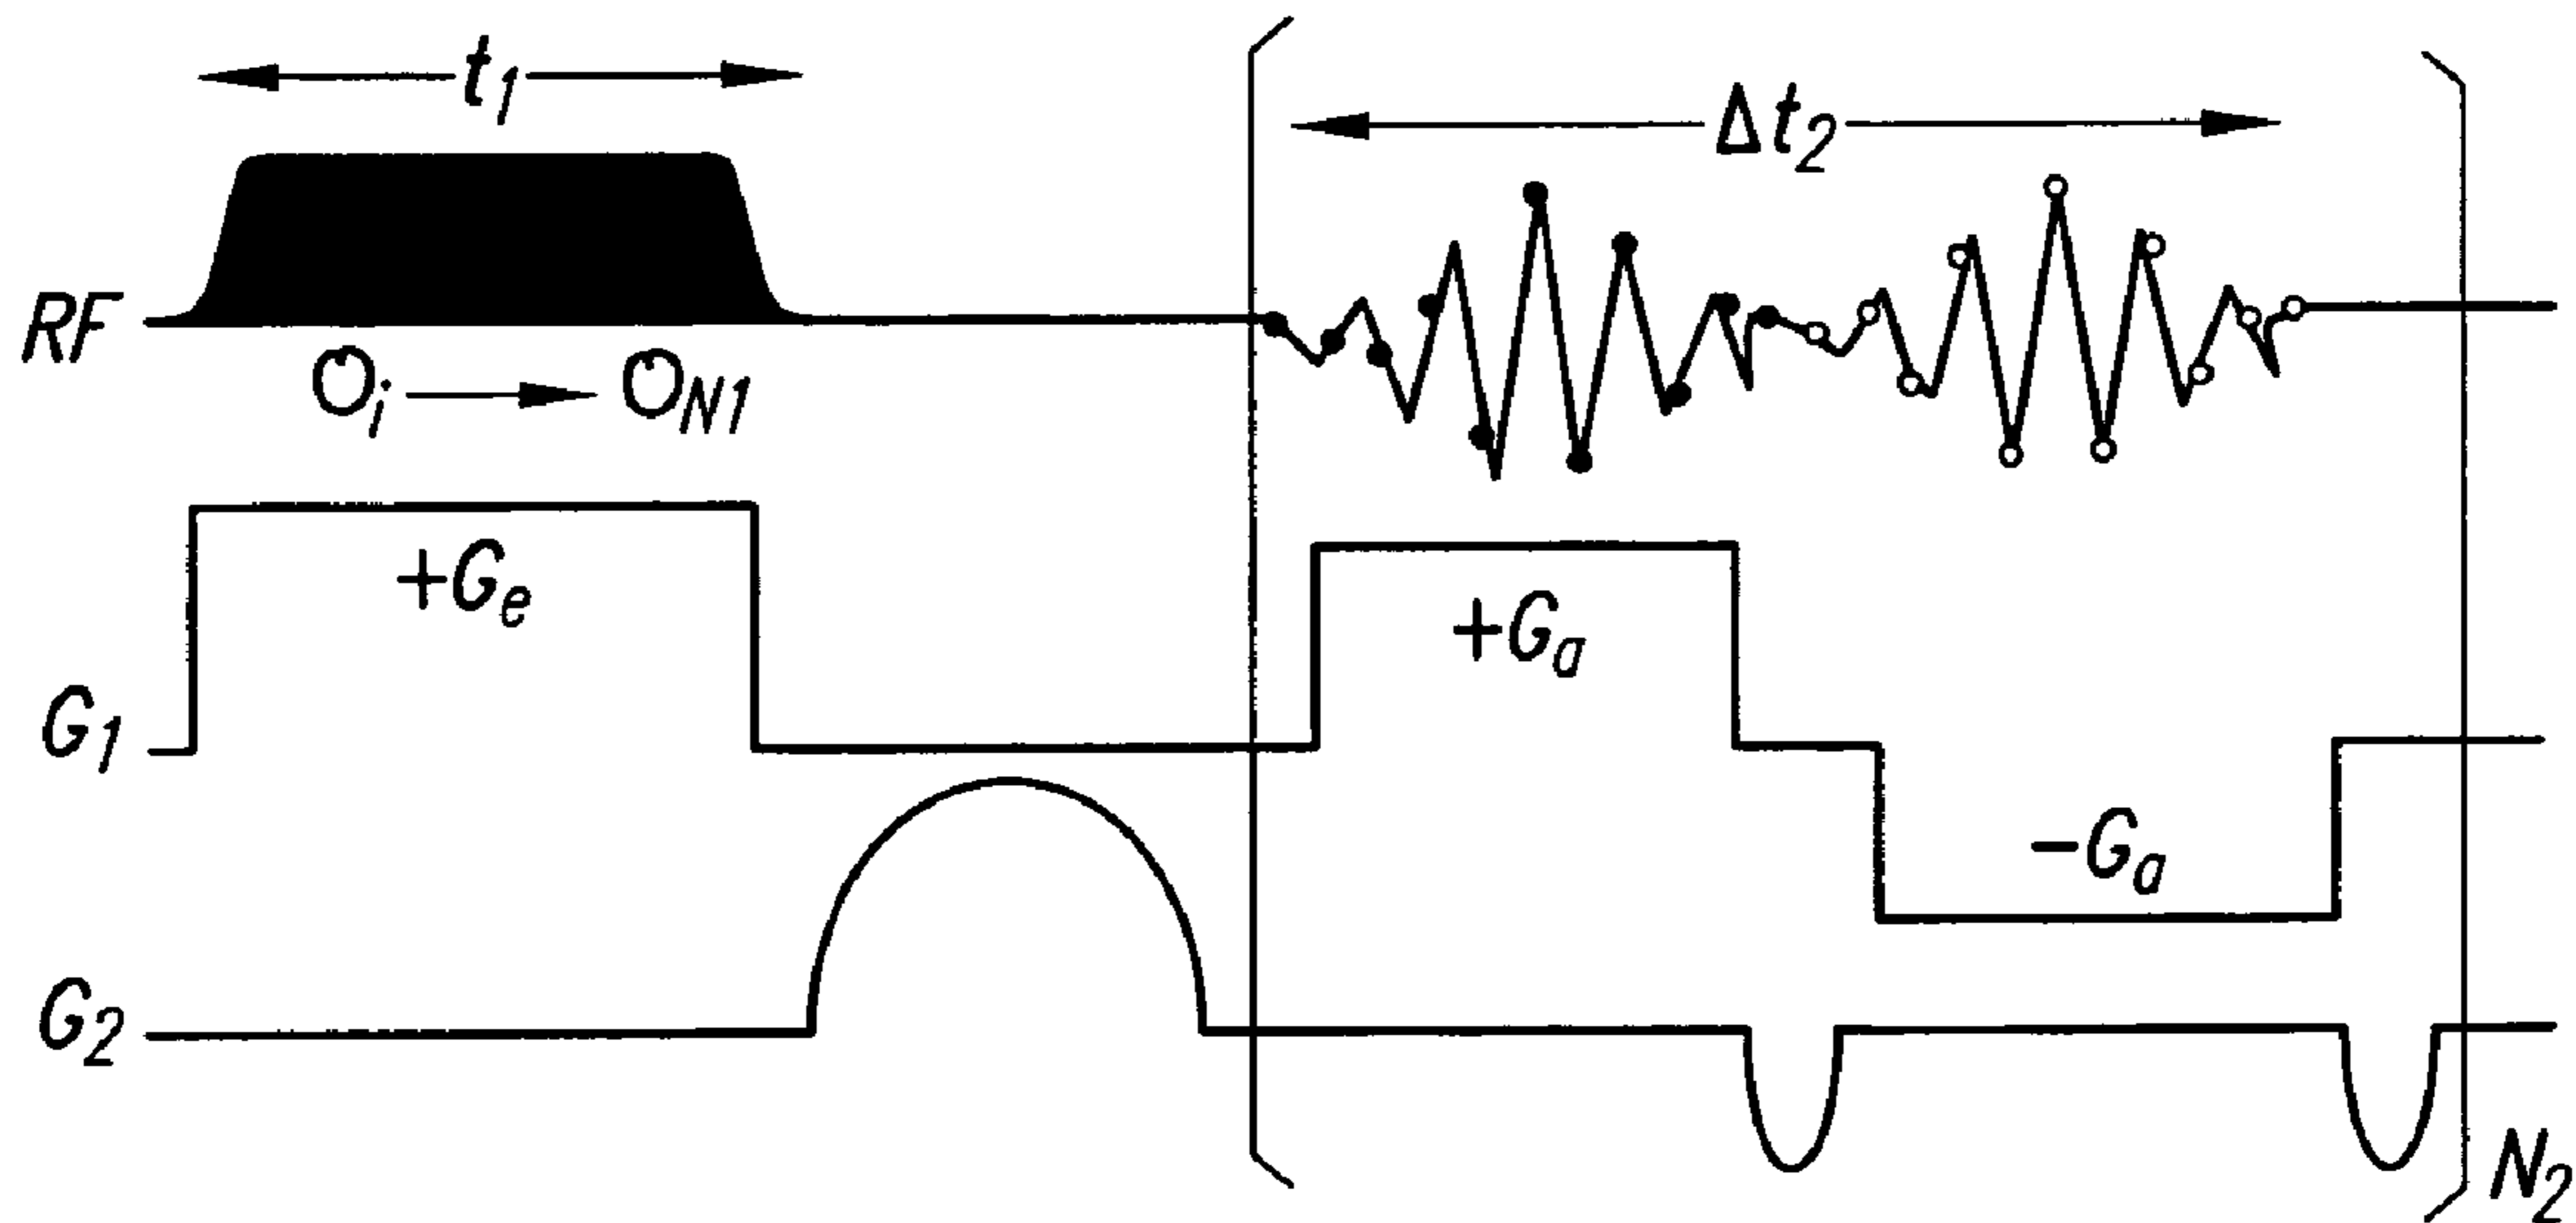 t1
Δt2
RF
Oi → ON1
+Ge
+Ga
G1
-Ga
G2
N2